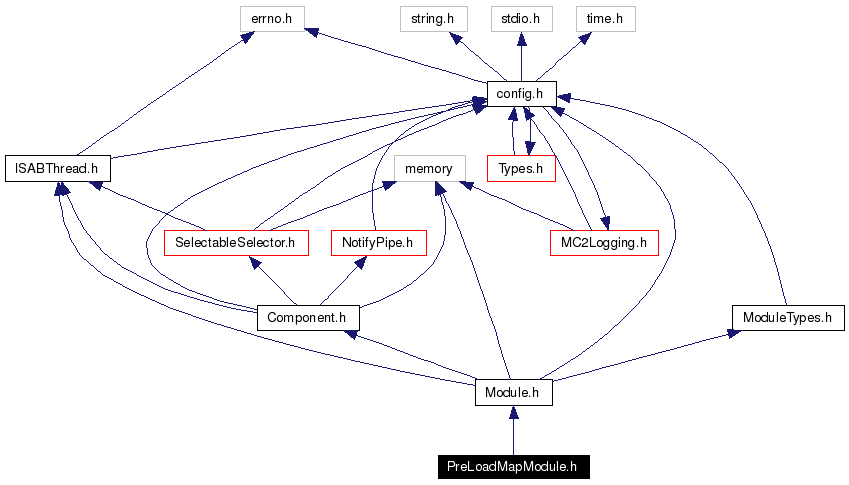 errno.h
string.h
stdio.h
time.h
config.h
ISABThread.h
memory
Types.h
SelectableSelector.h
NotifyPipe.h
MC2Logging.h
Component.h
ModuleTypes.h
Module.h
PreLoadMapModule.h